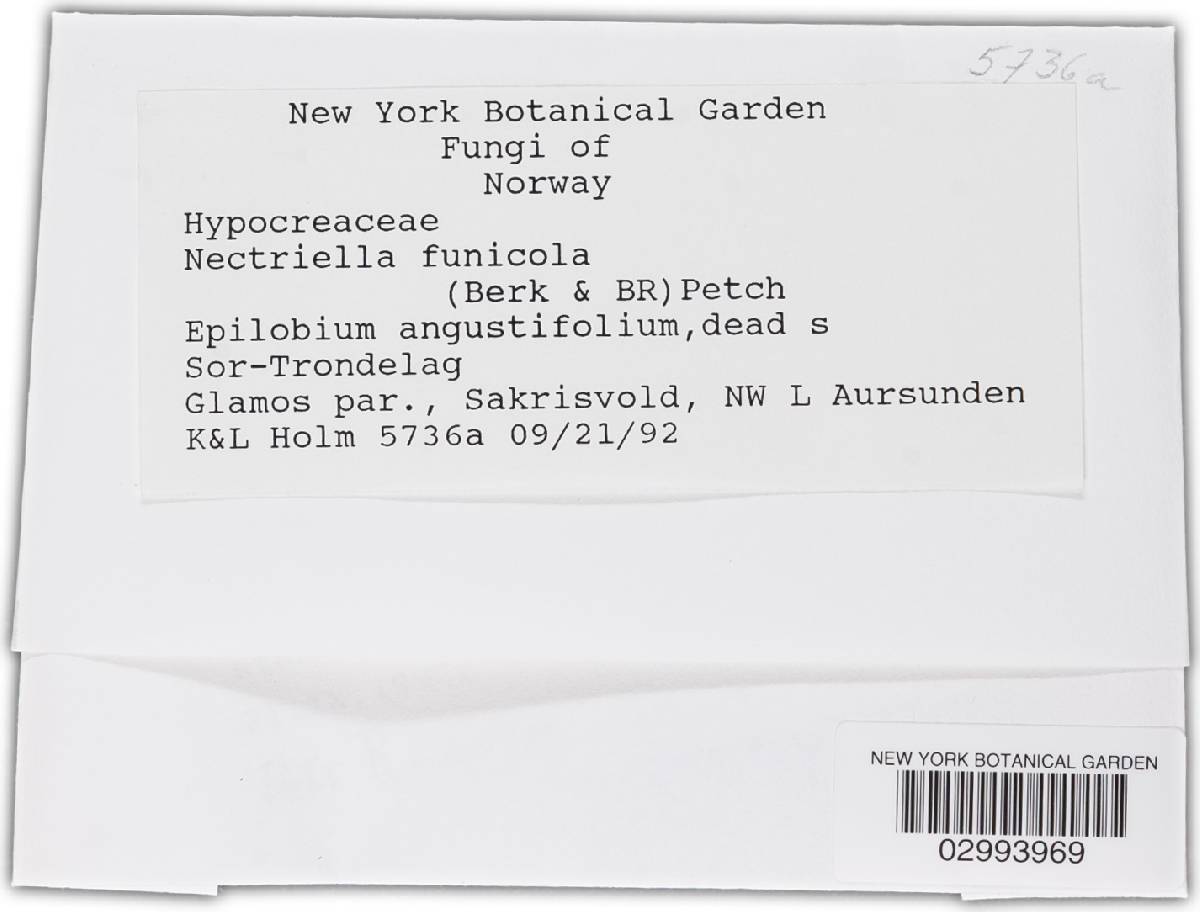 5736a
New York Botanical Garden
Fungi of
Norway
Hypocreaceae
Nectriella funicola
(Berk & BR)Petch
Epilobium angustifolium,dead s
Sor-Trondelag
Glamos par., Sakrisvold, NW L Aursunden
K&L Holm 5736a 09/21/92
NEW YORK BOTANICAL GARDEN
02993969